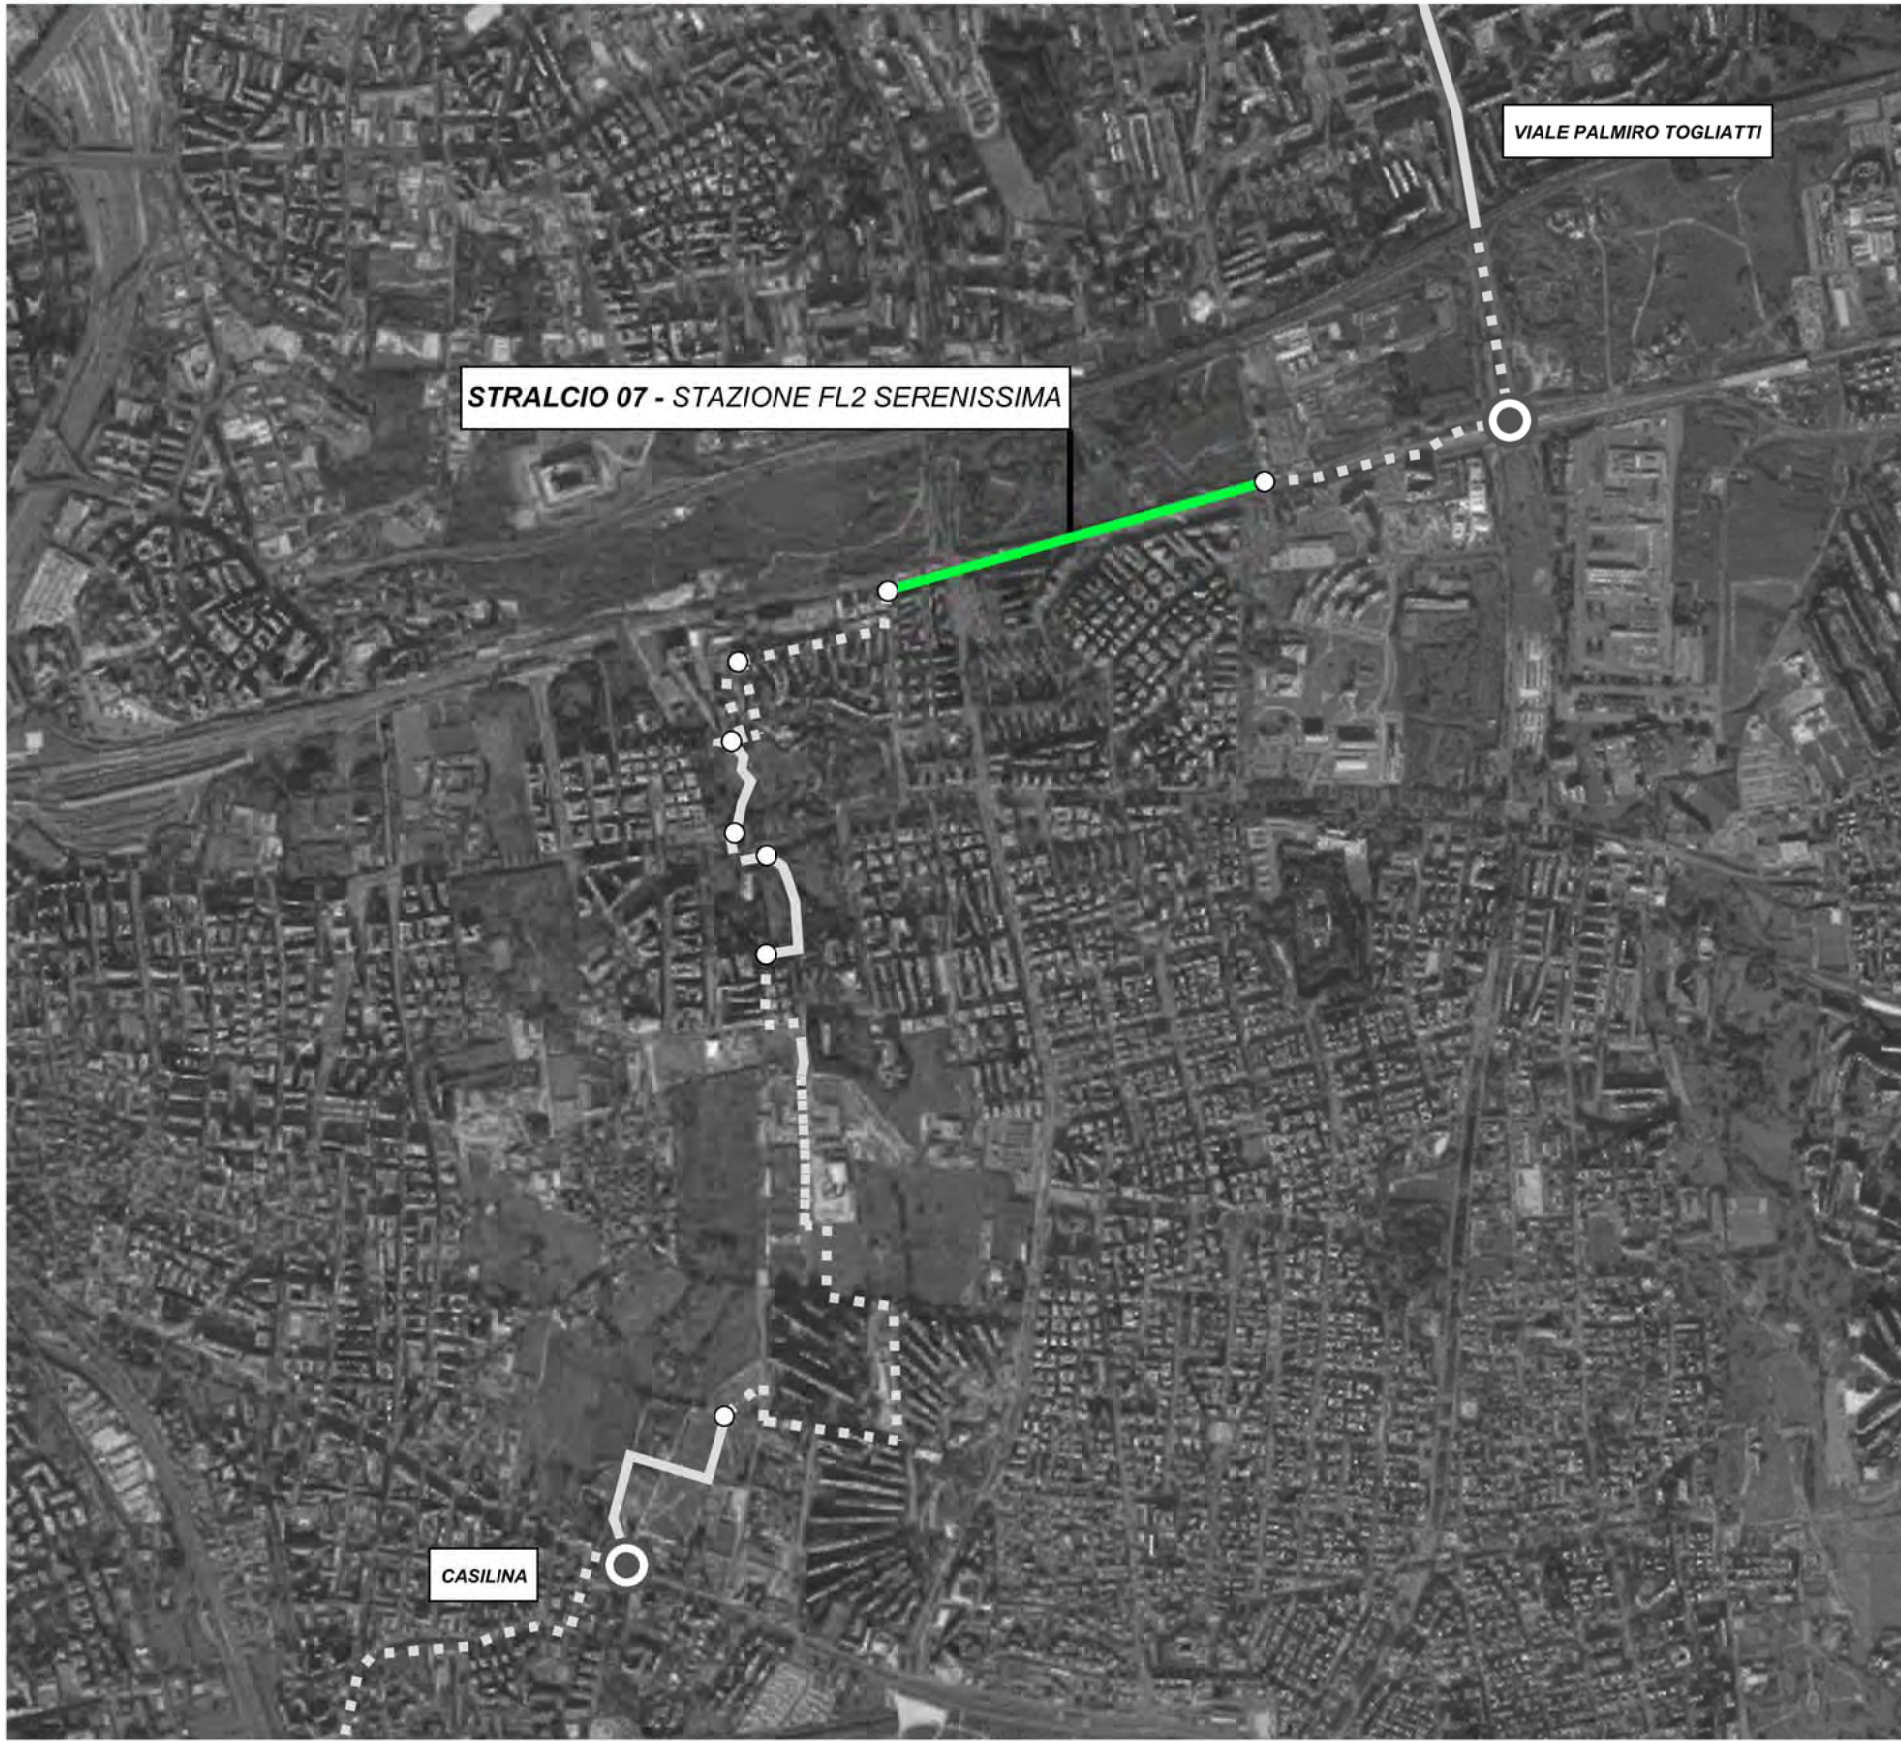 VIALE PALMIRO TOGLIATTI
STRALCIO 07 - STAZIONE FL2 SERENISSIMA
CASILINA